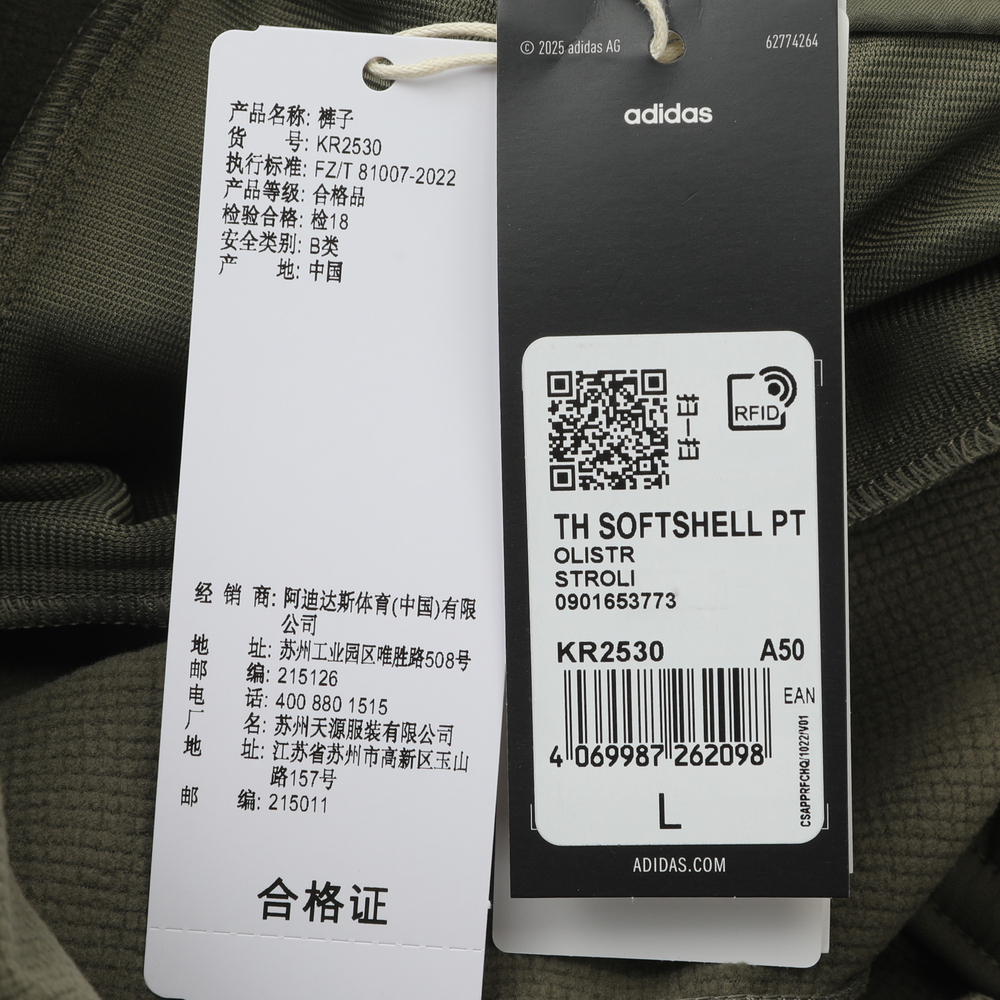 产品名称: 裤子
货 号: KR2530
执行标准: FZ/T 81007-2022
产品等级: 合格品
检验合格: 检18
安全类别: B类
产 地: 中国
经 销 商: 阿迪达斯体育(中国)有限
公司
地 址: 苏州工业园区唯胜路508号
邮 编: 215126
电 话: 400 880 1515
厂 名: 苏州天源服装有限公司
地 址: 江苏省苏州市高新区玉山
路157号
邮 编: 215011
合格证
© 2025 adidas AG
62774264
adidas
扫一扫
RFID
TH SOFTSHELL PT
OLISTR
STROLI
0901653773
KR2530 A50
EAN
4 069987 262098
CSAPPRFCHQ/1022/V01
L
ADIDAS.COM